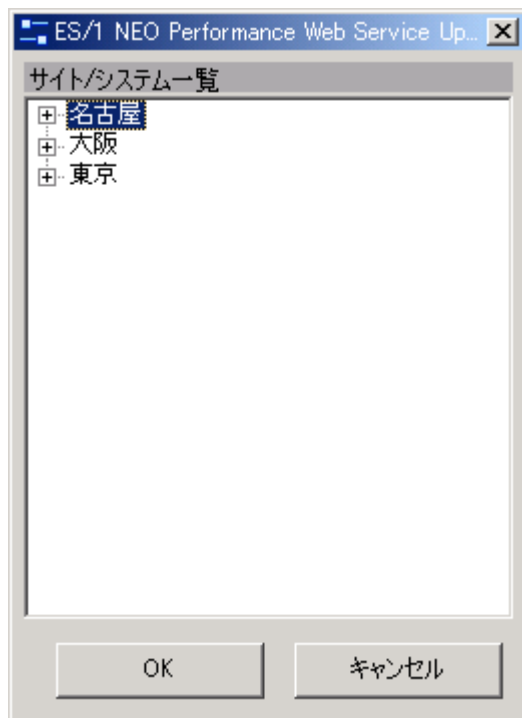 ES/1 NEO Performance Web Service Up...
サイト/システム一覧
名古屋
大阪
東京
OK
キャンセル